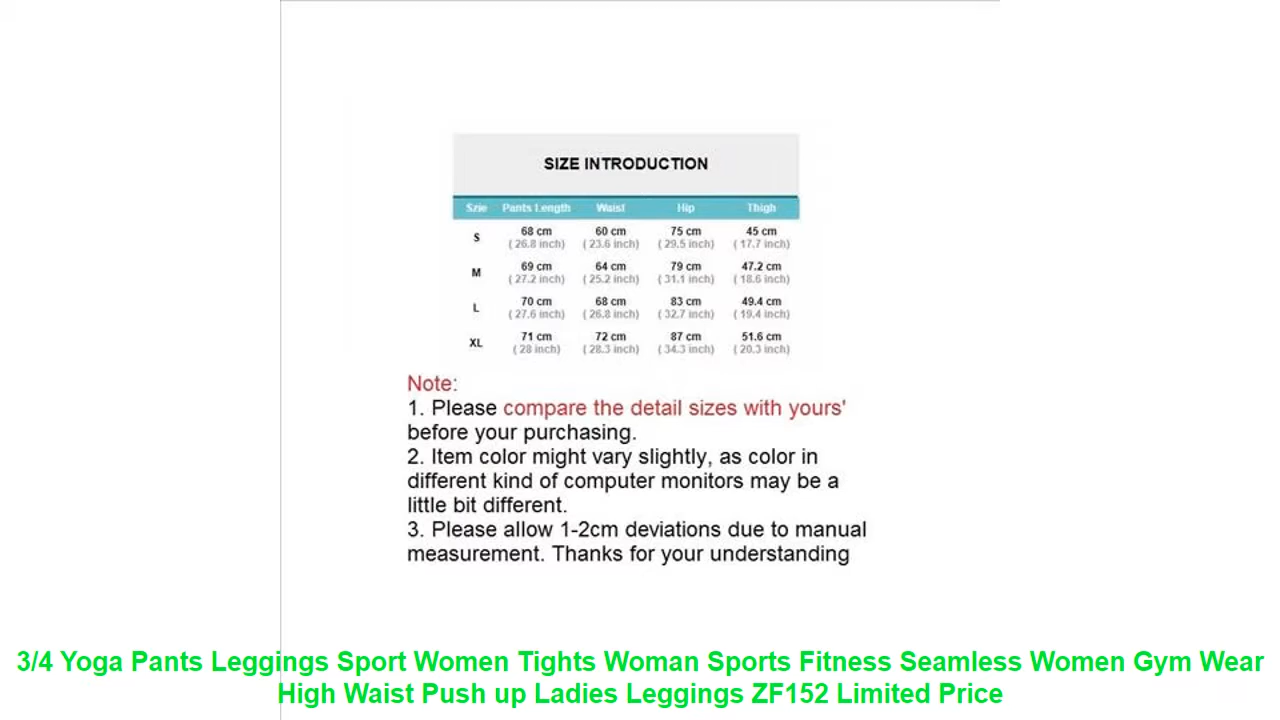 SIZE INTRODUCTION
Szie Pants Length Waist Hip Thigh
S 68 cm 60 cm 75 cm 45 cm
( 26.8 inch) ( 23.6 inch) ( 29.5 inch) ( 17.7 inch)
M 69 cm 64 cm 79 cm 47.2 cm
( 27.2 inch) ( 25.2 inch) ( 31.1 inch) ( 18.6 inch)
L 70 cm 68 cm 83 cm 49.4 cm
( 27.6 inch) ( 26.8 inch) ( 32.7 inch) ( 19.4 inch)
XL 71 cm 72 cm 87 cm 51.6 cm
( 28 inch) ( 28.3 inch) ( 34.3 inch) ( 20.3 inch)
Note:
1. Please compare the detail sizes with yours'
before your purchasing.
2. Item color might vary slightly, as color in
different kind of computer monitors may be a
little bit different.
3. Please allow 1-2cm deviations due to manual
measurement. Thanks for your understanding
3/4 Yoga Pants Leggings Sport Women Tights Woman Sports Fitness Seamless Women Gym Wear
High Waist Push up Ladies Leggings ZF152 Limited Price